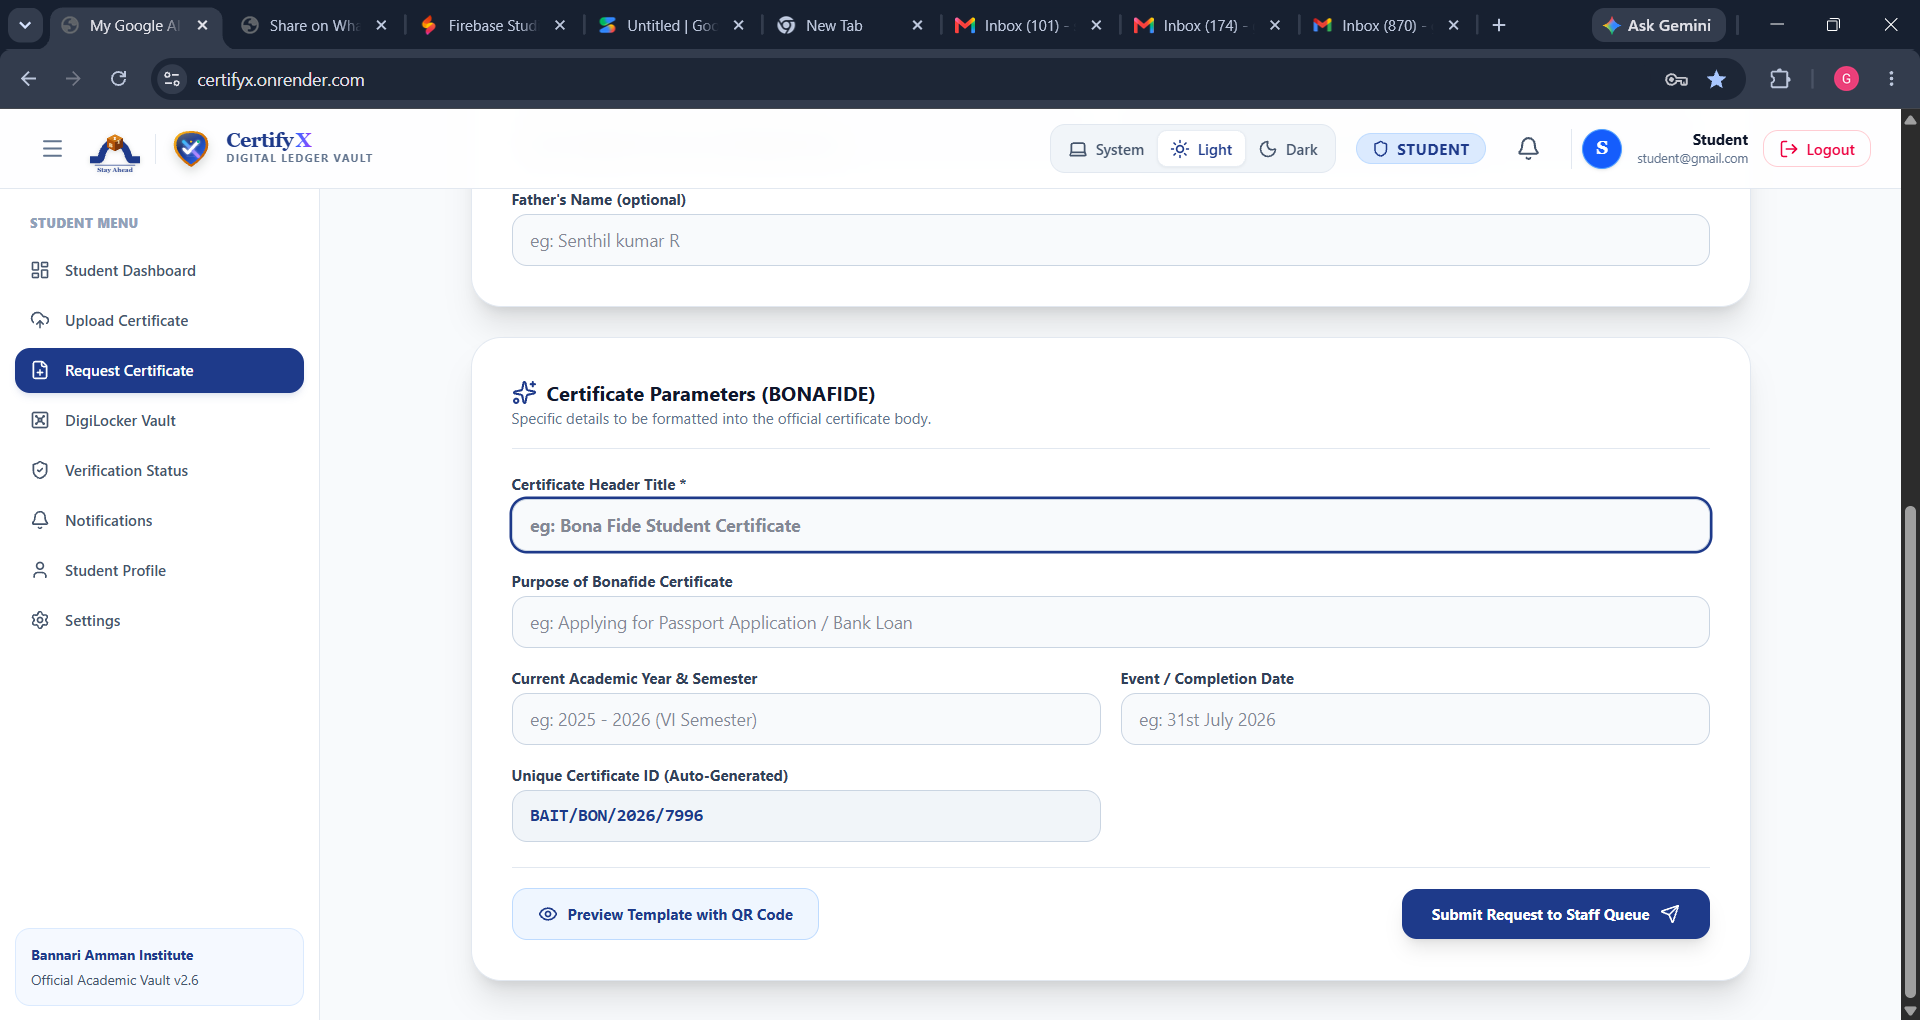 My Google AI
Share on Wha
Firebase Stud
Untitled | Goo
New Tab
Inbox (101) -
Inbox (174) -
Inbox (870) -
Ask Gemini
certifyx.onrender.com
G
Stay Ahead
CertifyX
DIGITAL LEDGER VAULT
System
Light
Dark
STUDENT
S
Student
student@gmail.com
Logout
STUDENT MENU
Student Dashboard
Upload Certificate
Request Certificate
DigiLocker Vault
Verification Status
Notifications
Student Profile
Settings
Bannari Amman Institute
Official Academic Vault v2.6
Father's Name (optional)
eg: Senthil kumar R
Certificate Parameters (BONAFIDE)
Specific details to be formatted into the official certificate body.
Certificate Header Title *
eg: Bona Fide Student Certificate
Purpose of Bonafide Certificate
eg: Applying for Passport Application / Bank Loan
Current Academic Year & Semester
eg: 2025 - 2026 (VI Semester)
Event / Completion Date
eg: 31st July 2026
Unique Certificate ID (Auto-Generated)
BAIT/BON/2026/7996
Preview Template with QR Code
Submit Request to Staff Queue